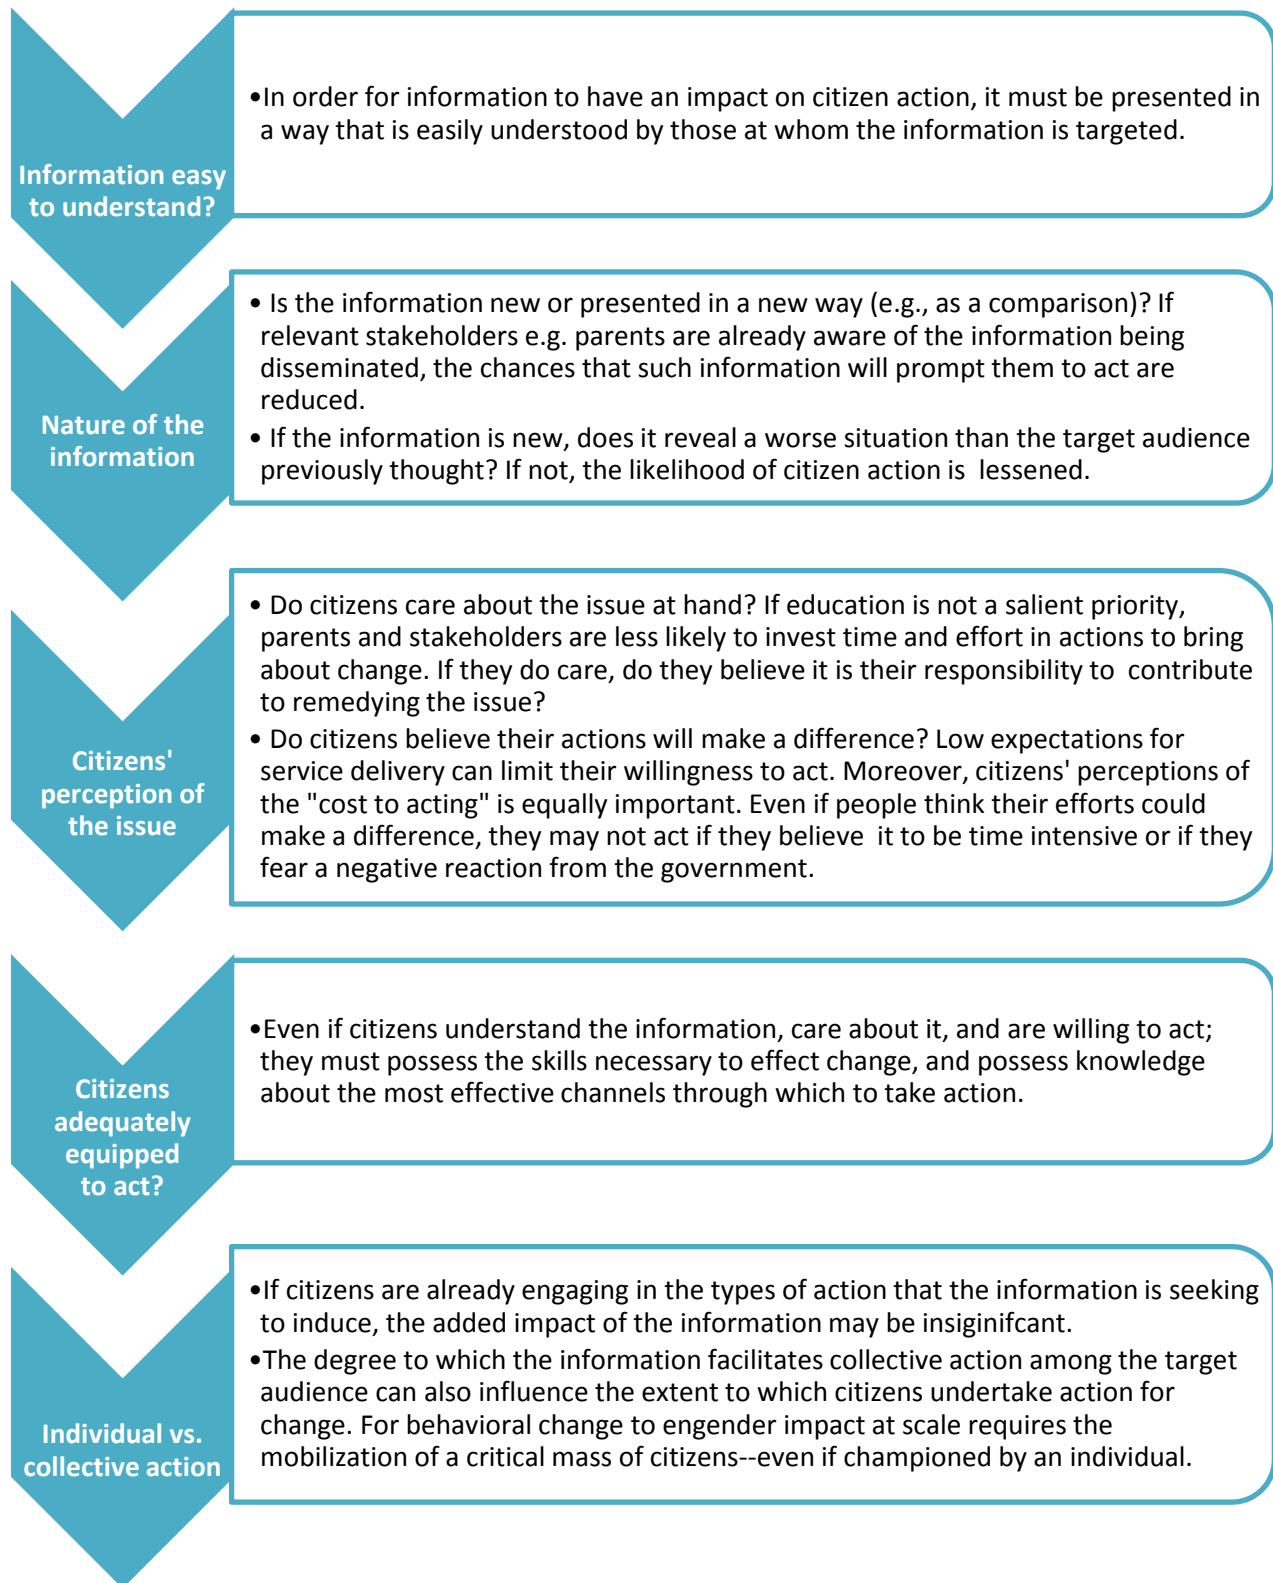 Information easy
to understand?
•In order for information to have an impact on citizen action, it must be presented in
a way that is easily understood by those at whom the information is targeted.
Nature of the
information
• Is the information new or presented in a new way (e.g., as a comparison)? If
relevant stakeholders e.g. parents are already aware of the information being
disseminated, the chances that such information will prompt them to act are
reduced.
• If the information is new, does it reveal a worse situation than the target audience
previously thought? If not, the likelihood of citizen action is  lessened.
Citizens'
perception of
the issue
• Do citizens care about the issue at hand? If education is not a salient priority,
parents and stakeholders are less likely to invest time and effort in actions to bring
about change. If they do care, do they believe it is their responsibility to  contribute
to remedying the issue?
• Do citizens believe their actions will make a difference? Low expectations for
service delivery can limit their willingness to act. Moreover, citizens' perceptions of
the "cost to acting" is equally important. Even if people think their efforts could
make a difference, they may not act if they believe  it to be time intensive or if they
fear a negative reaction from the government.
Citizens
adequately
equipped
to act?
•Even if citizens understand the information, care about it, and are willing to act;
they must possess the skills necessary to effect change, and possess knowledge
about the most effective channels through which to take action.
Individual vs.
collective action
•If citizens are already engaging in the types of action that the information is seeking
to induce, the added impact of the information may be insiginifcant.
•The degree to which the information facilitates collective action among the target
audience can also influence the extent to which citizens undertake action for
change. For behavioral change to engender impact at scale requires the
mobilization of a critical mass of citizens--even if championed by an individual.